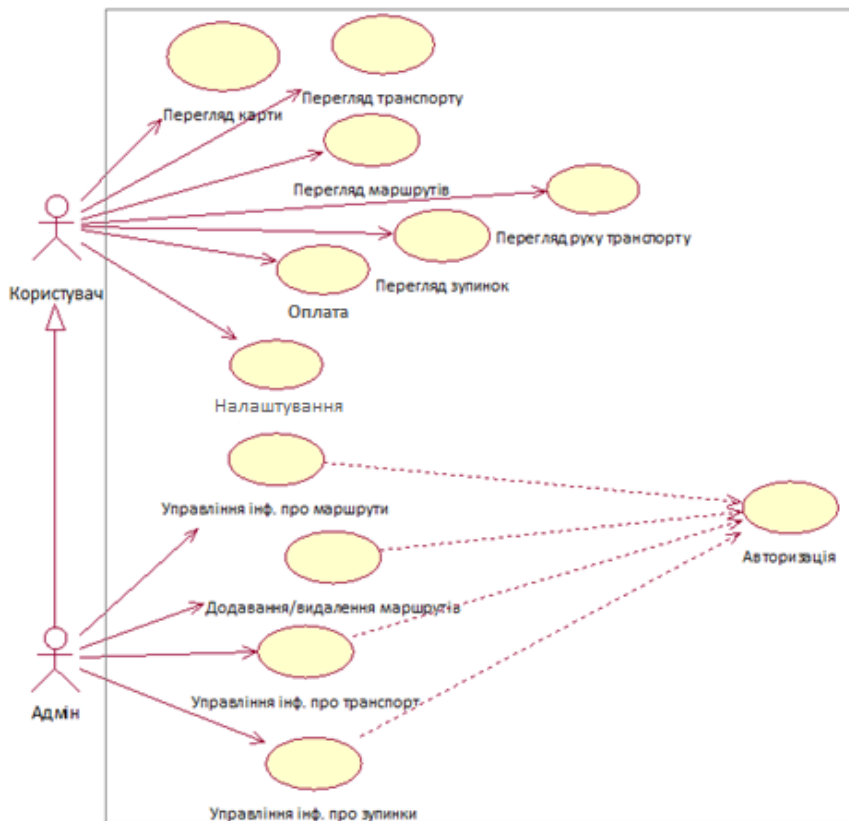 Перегляд транспорту
Перегляд карти
Перегляд маршрутів
Перегляд руху транспорту
Перегляд зупинок
Користувач
Оплата
Налаштування
Управління інф. про маршрути
Авторизація
Додавання/видалення маршрутів
Управління інф. про транспорт
Адмін
Управління інф. про зупинки